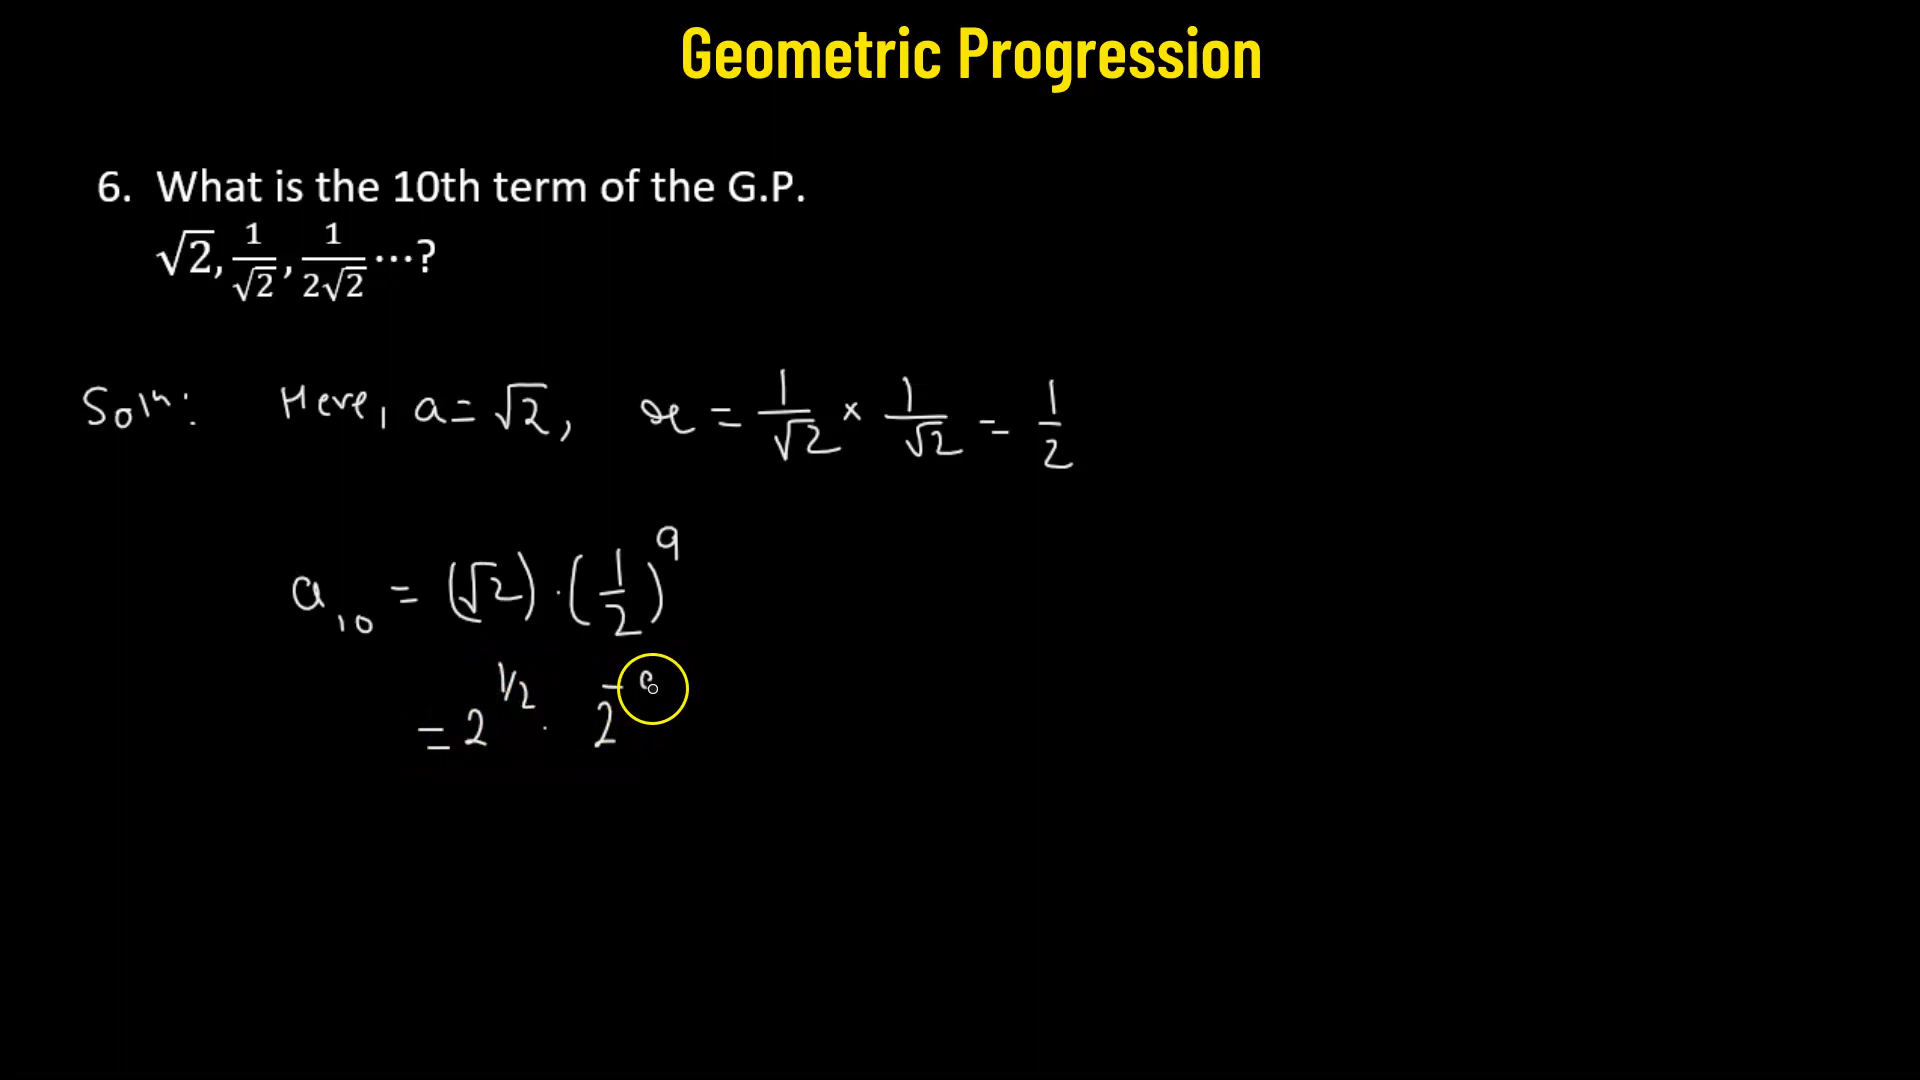 Geometric Progression
6. What is the 10th term of the G.P.
√2, 1/√2, 1/2√2 ⋯?
Soln: Here, a = √2, r = 1/√2 × 1/√2 = 1/2
a₁₀ = (√2) · (1/2)⁹
= 2^1/2 · 2^-